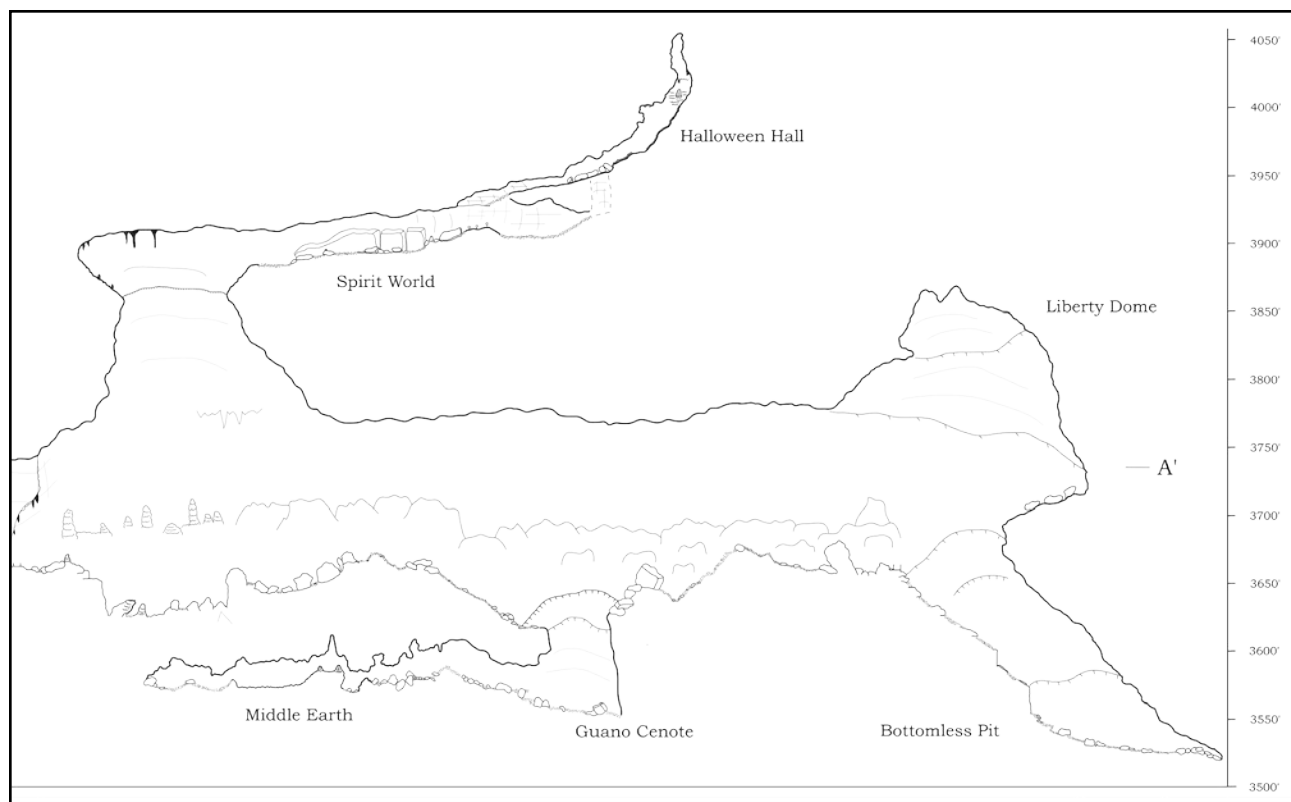 4050'
Halloween Hall
4000'
3950'
3900'
Spirit World
3850'
Liberty Dome
3800'
3750'
A'
3700'
3650'
3600'
Middle Earth
3550'
Guano Cenote
Bottomless Pit
3500'